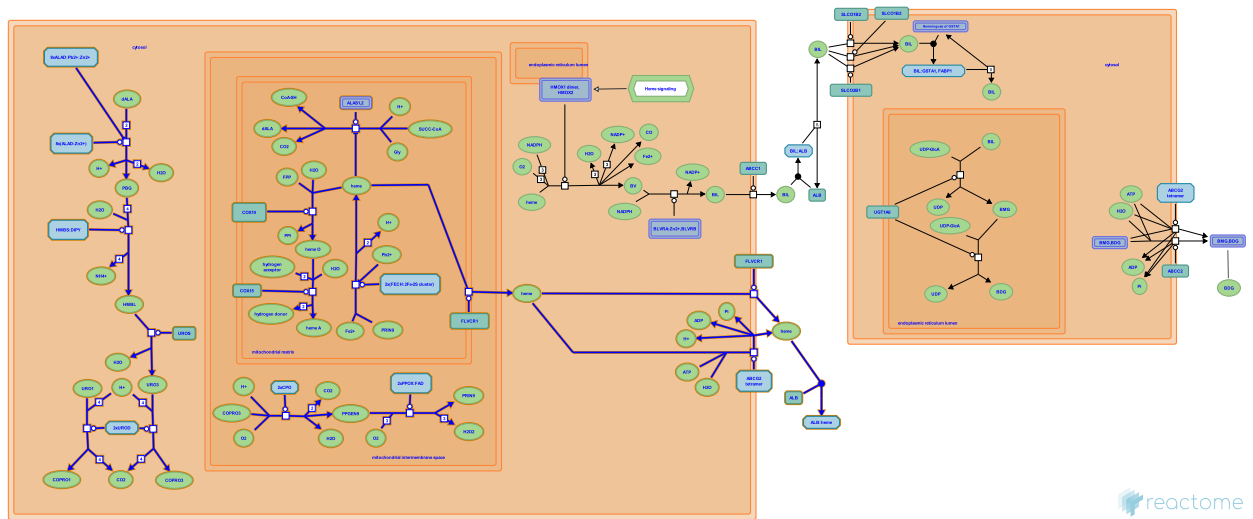 cytosol
8xALAD:Pb2+:Zn2+
dALA
8x(ALAD:Zn2+)
H+
H2O
PBG
H2O
HMBS:DIPY
NH4+
HMBL
UROS
H2O
URO1
H+
URO3
2xUROD
COPRO1
CO2
COPRO3
CoA-SH
ALAS1,2
H+
dALA
SUCC-CoA
CO2
Gly
FPP
H2O
heme
COX10
PPi
heme O
H+
hydrogen
acceptor
H2O
Fe2+
COX15
2x(FECH:2Fe-2S cluster)
hydrogen donor
heme A
Fe2+
PRIN9
FLVCR1
mitochondrial matrix
H+
2xCPO
CO2
2xPPOX:FAD
PRIN9
COPRO3
PPGEN9
O2
H2O
O2
H2O2
mitochondrial intermembrane space
endoplasmic reticulum lumen
HMOX1 dimer,
HMOX2
Heme signaling
NADPH
O2
heme
H2O
NADP+
CO
Fe2+
BV
NADPH
NADP+
BIL
BLVRA:Zn2+,BLVRB
ABCC1
BIL
BIL:ALB
ALB
BIL
FLVCR1
heme
Pi
ADP
H+
heme
ATP
H2O
ABCG2
tetramer
ALB
ALB:heme
SLCO1B3
SLCO1B1
SLCO2B1
BIL
BIL:GSTA1, FABP1
BIL
cytosol
UDP-GlcA
BIL
UGT1A6
UDP
BMG
UDP-GlcA
UDP
BDG
endoplasmic reticulum lumen
ATP
H2O
ABCG2
tetramer
BMG,BDG
BMG,BDG
ADP
Pi
ABCC2
BDG
reactome